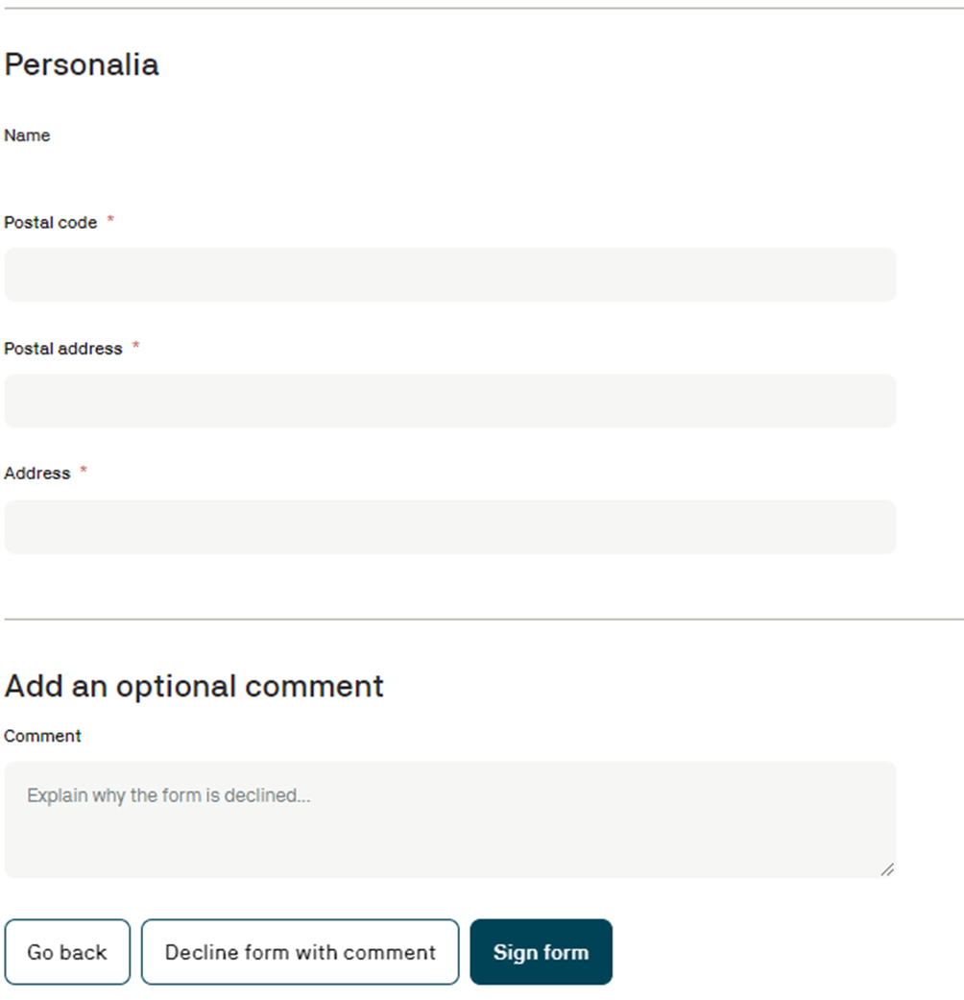 Personalia
Name
Postal code *
Postal address *
Address *
Add an optional comment
Comment
Explain why the form is declined...
Go back
Decline form with comment
Sign form